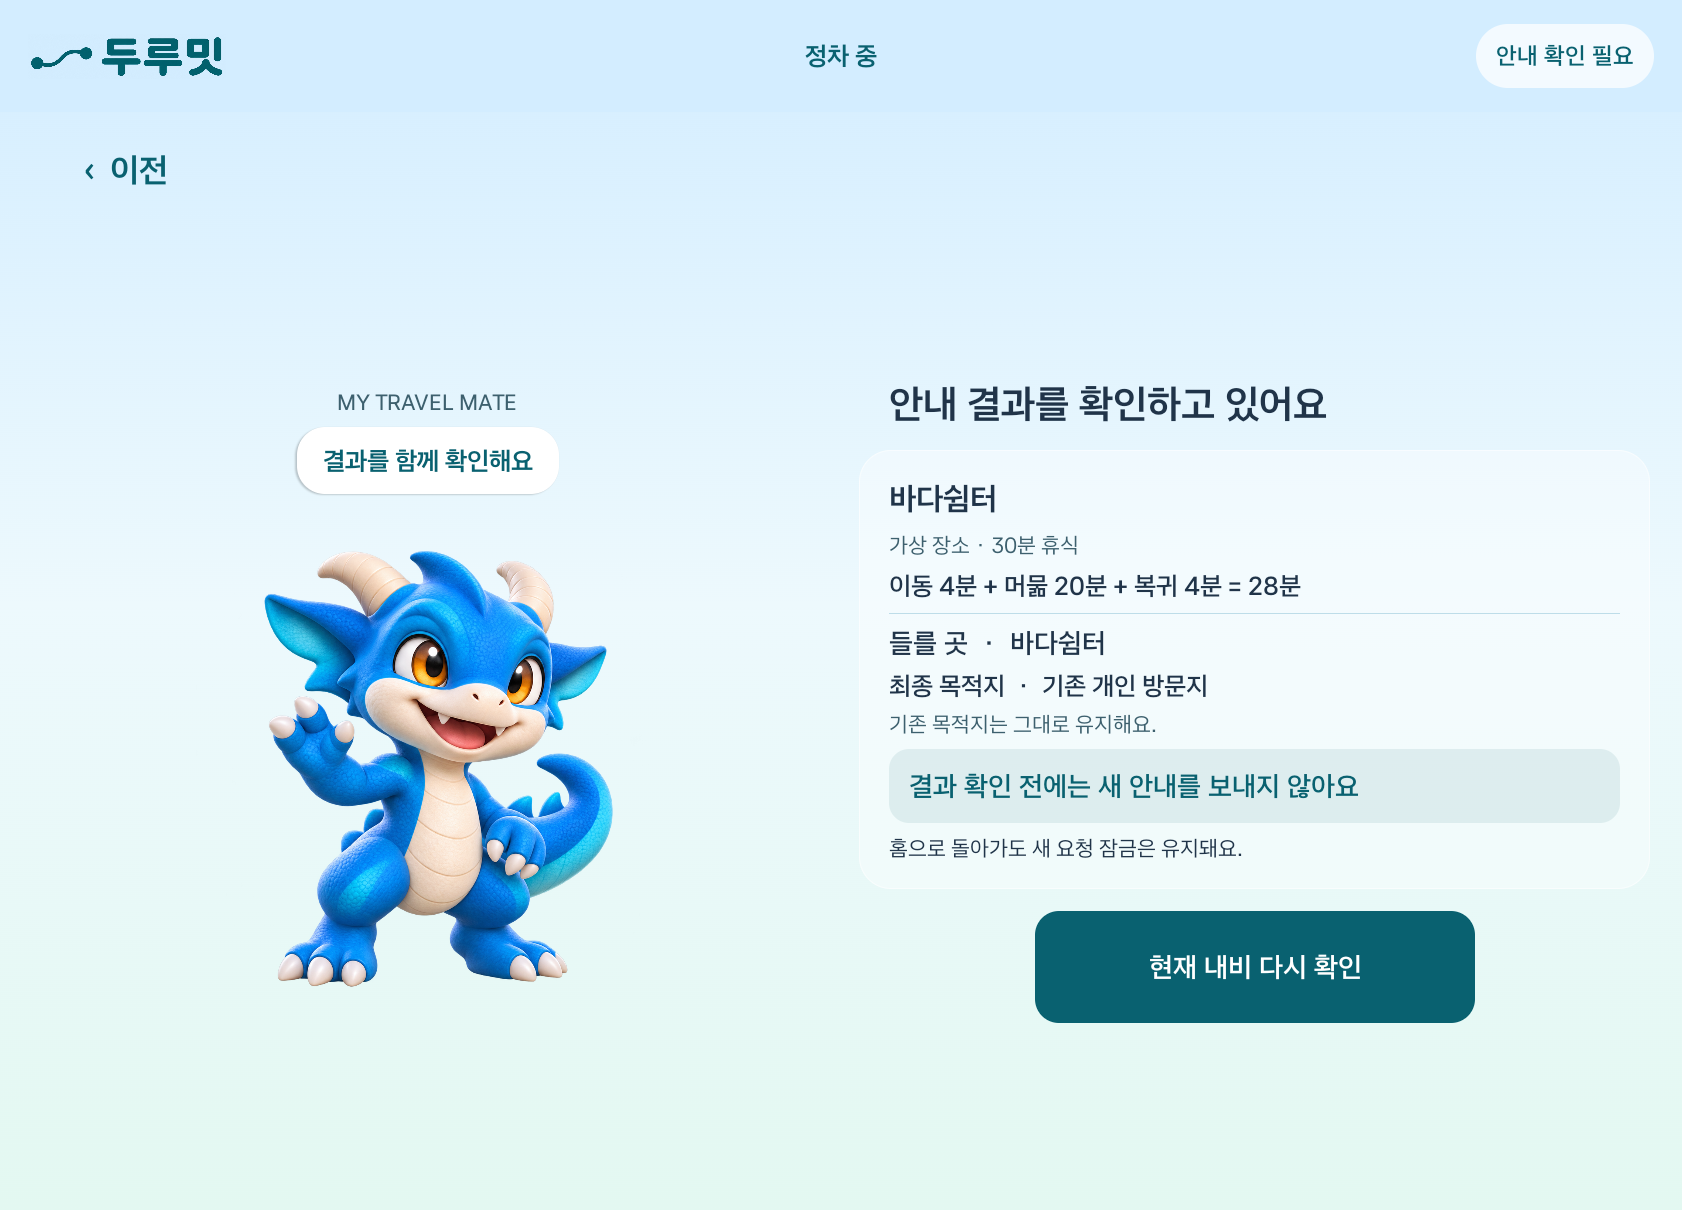 두루밋
정차 중
안내 확인 필요
‹ 이전
MY TRAVEL MATE
결과를 함께 확인해요
안내 결과를 확인하고 있어요
바다쉼터
가상 장소 · 30분 휴식
이동 4분 + 머묾 20분 + 복귀 4분 = 28분
들를 곳 · 바다쉼터
최종 목적지 · 기존 개인 방문지
기존 목적지는 그대로 유지해요.
결과 확인 전에는 새 안내를 보내지 않아요
홈으로 돌아가도 새 요청 잠금은 유지돼요.
현재 내비 다시 확인